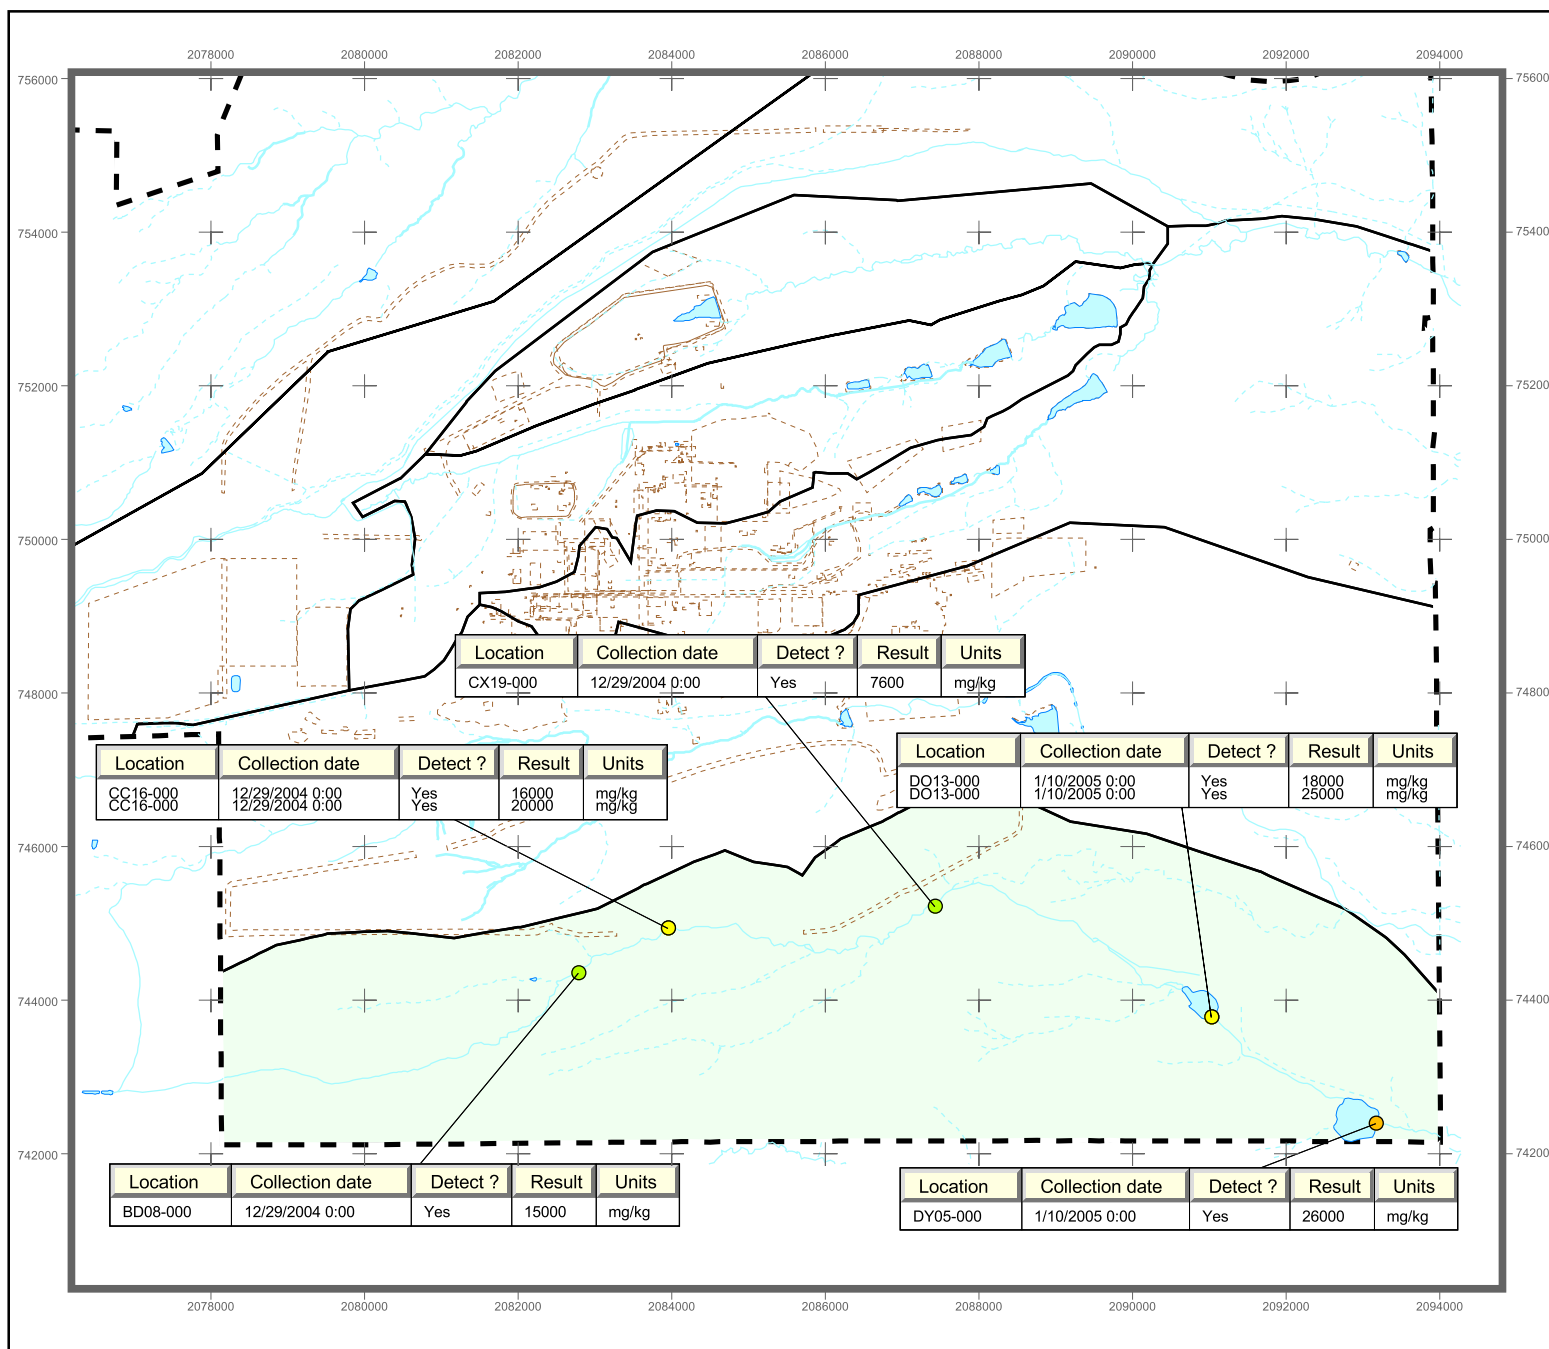 2078000 2080000 2082000 2084000 2086000 2088000 2090000 2092000 2094000
756000 75600
754000 75400
752000 75200
750000 75000
748000 74800
746000 74600
744000 74400
742000 74200
Location Collection date Detect ? Result Units
CX19-000 12/29/2004 0:00 Yes 7600 mg/kg
Location Collection date Detect ? Result Units
CC16-000 12/29/2004 0:00 Yes 16000 mg/kg
CC16-000 12/29/2004 0:00 Yes 20000 mg/kg
Location Collection date Detect ? Result Units
DO13-000 1/10/2005 0:00 Yes 18000 mg/kg
DO13-000 1/10/2005 0:00 Yes 25000 mg/kg
Location Collection date Detect ? Result Units
BD08-000 12/29/2004 0:00 Yes 15000 mg/kg
Location Collection date Detect ? Result Units
DY05-000 1/10/2005 0:00 Yes 26000 mg/kg
2078000 2080000 2082000 2084000 2086000 2088000 2090000 2092000 2094000